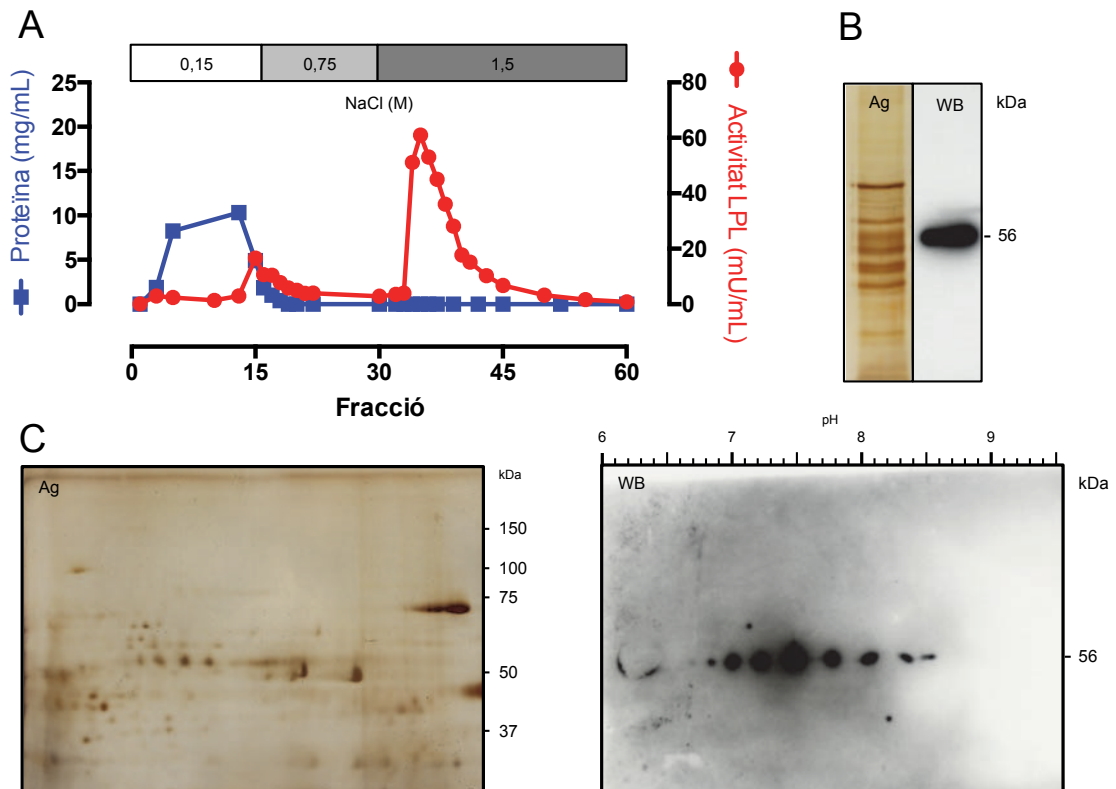 A
0,15 0,75 1,5
NaCl (M)
Proteïna (mg/mL)
25
20
15
10
5
0
80
60
40
20
0
Activitat LPL (mU/mL)
0 15 30 45 60
Fracció
B
Ag WB kDa
56
C
Ag
kDa
150
100
75
50
37
pH
6 7 8 9
WB
kDa
56